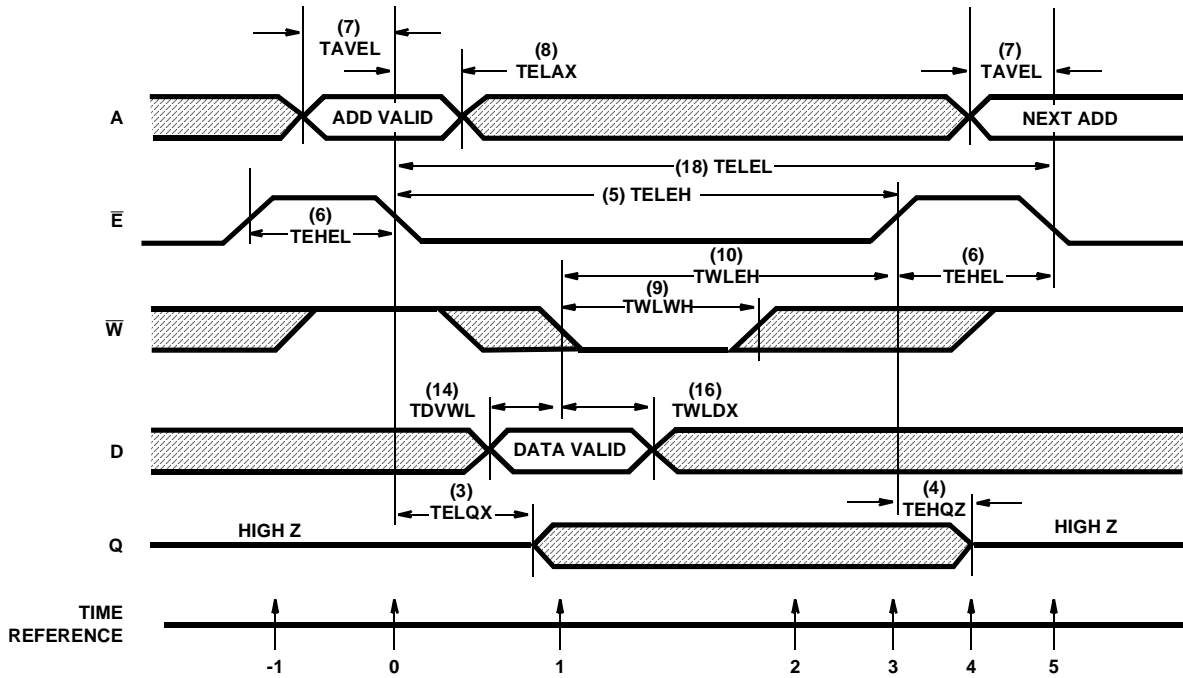 (7)
TAVEL
(8)
TELAX
(7)
TAVEL
A
ADD VALID
NEXT ADD
(18) TELEL
(5) TELEH
E
(6)
TEHEL
(10)
TWLEH
(6)
TEHEL
(9)
TWLWH
W
(14)
TDVWL
(16)
TWLDX
D
DATA VALID
(3)
TELQX
(4)
TEHQZ
Q
HIGH Z
HIGH Z
TIME
REFERENCE
-1 0 1 2 3 4 5